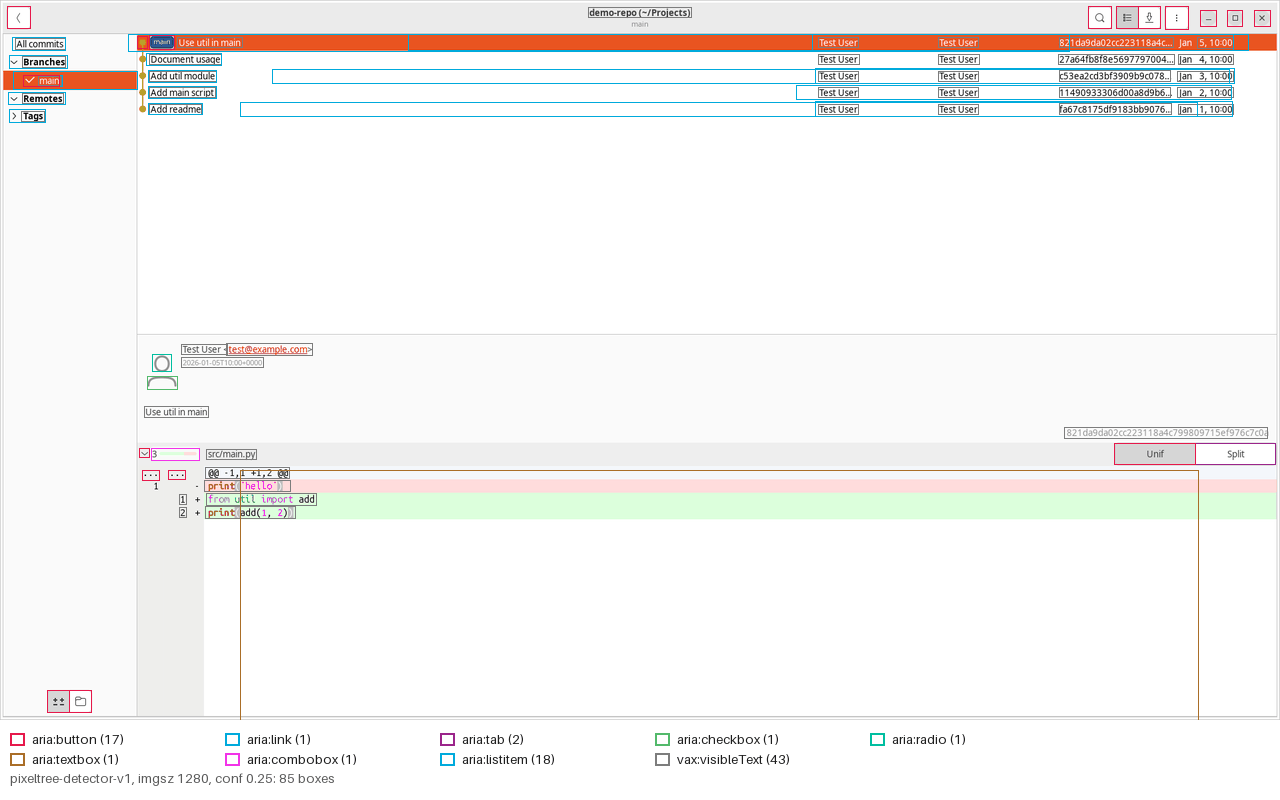 demo-repo (~/Projects)
main
All commits
Branches
main
Remotes
Tags
main Use util in main Test User Test User 821da9da02cc223118a4c... Jan 5, 10:00
Document usage Test User Test User 27a64fb8f8e5697797004... Jan 4, 10:00
Add util module Test User Test User c53ea2cd3bf3909b9c078... Jan 3, 10:00
Add main script Test User Test User 11490933306d00a8d9b6... Jan 2, 10:00
Add readme Test User Test User fa67c8175df9183bb9076... Jan 1, 10:00
Test User <test@example.com>
2026-01-05T10:00+0000
Use util in main
821da9da02cc223118a4c799809715ef976c7c0a
3 src/main.py
Unif Split
... ... @@ -1,1 +1,2 @@
1 - print('hello')
1 + from util import add
2 + print(add(1, 2))
aria:button (17) aria:link (1) aria:tab (2) aria:checkbox (1) aria:radio (1)
aria:textbox (1) aria:combobox (1) aria:listitem (18) vax:visibleText (43)
pixeltree-detector-v1, imgsz 1280, conf 0.25: 85 boxes